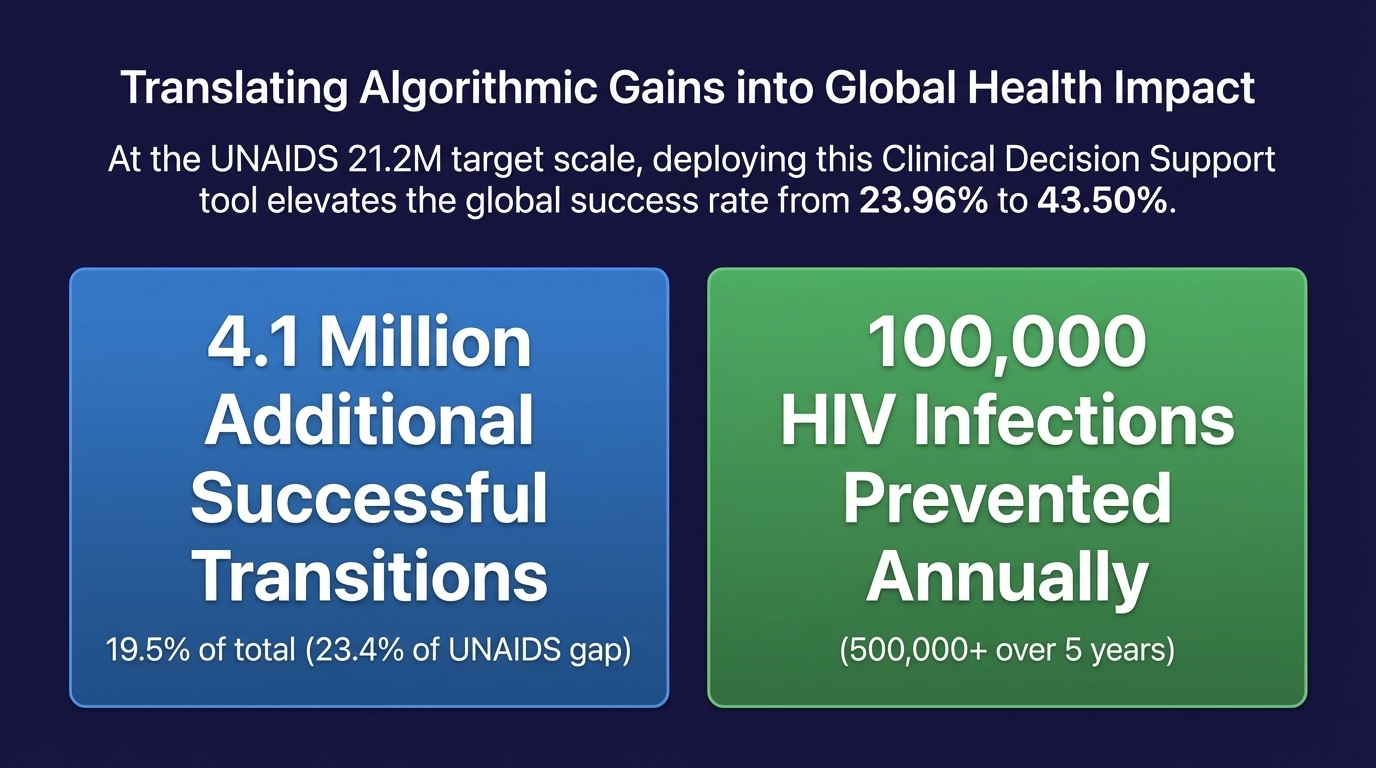 Translating Algorithmic Gains into Global Health Impact
At the UNAIDS 21.2M target scale, deploying this Clinical Decision Support
tool elevates the global success rate from 23.96% to 43.50%.
4.1 Million
Additional
Successful
Transitions
19.5% of total (23.4% of UNAIDS gap)
100,000
HIV Infections
Prevented
Annually
(500,000+ over 5 years)